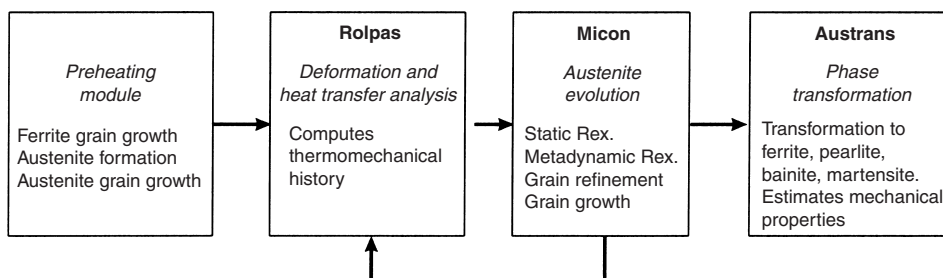 Preheating
module
Ferrite grain growth
Austenite formation
Austenite grain growth
Rolpas
Deformation and
heat transfer analysis
Computes
thermomechanical
history
Micon
Austenite
evolution
Static Rex.
Metadynamic Rex.
Grain refinement
Grain growth
Austrans
Phase
transformation
Transformation to
ferrite, pearlite,
bainite, martensite.
Estimates mechanical
properties